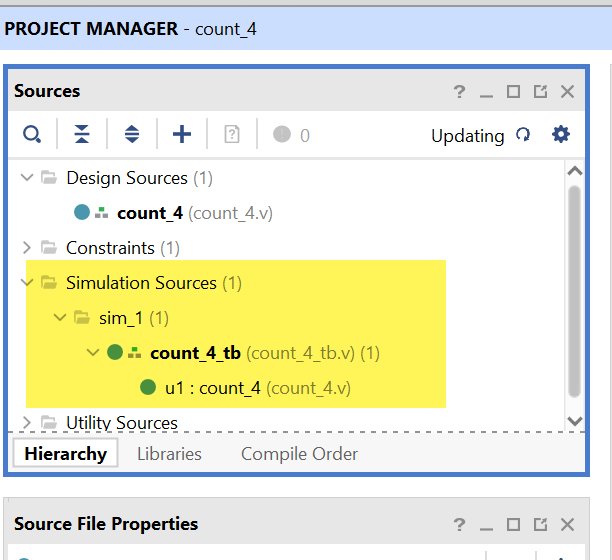 PROJECT MANAGER - count_4
Sources
? _
0 Updating
Design Sources (1)
count_4 (count_4.v)
Constraints (1)
Simulation Sources (1)
sim_1 (1)
count_4_tb (count_4_tb.v) (1)
u1 : count_4 (count_4.v)
Utility Sources
Hierarchy Libraries Compile Order
Source File Properties
? _